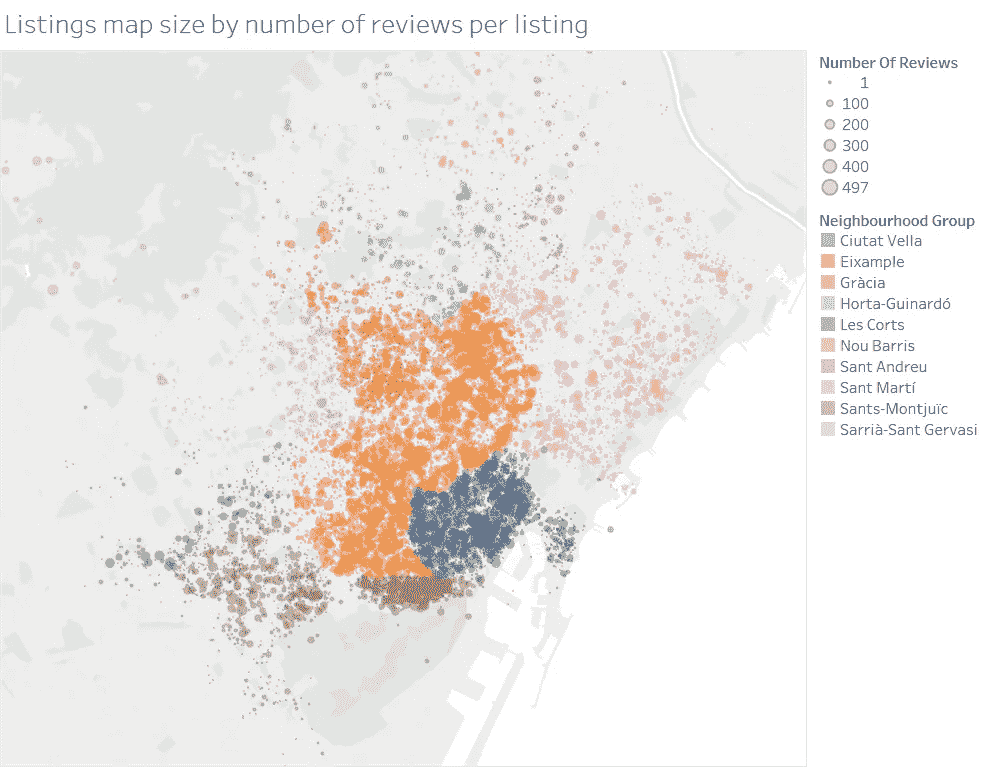 Listings map size by number of reviews per listing
Number Of Reviews
1
100
200
300
400
497
Neighbourhood Group
Ciutat Vella
Eixample
Gràcia
Horta-Guinardó
Les Corts
Nou Barris
Sant Andreu
Sant Martí
Sants-Montjuïc
Sarrià-Sant Gervasi